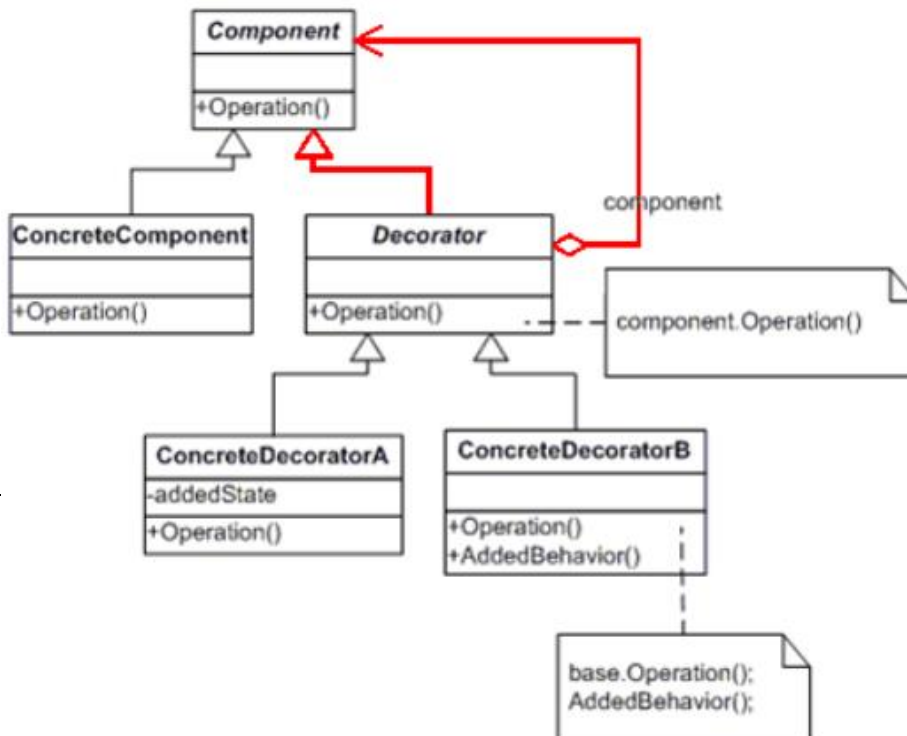 Component
+Operation()
component
ConcreteComponent
+Operation()
Decorator
+Operation()
component.Operation()
ConcreteDecoratorA
-addedState
+Operation()
ConcreteDecoratorB
+Operation()
+AddedBehavior()
base.Operation();
AddedBehavior();